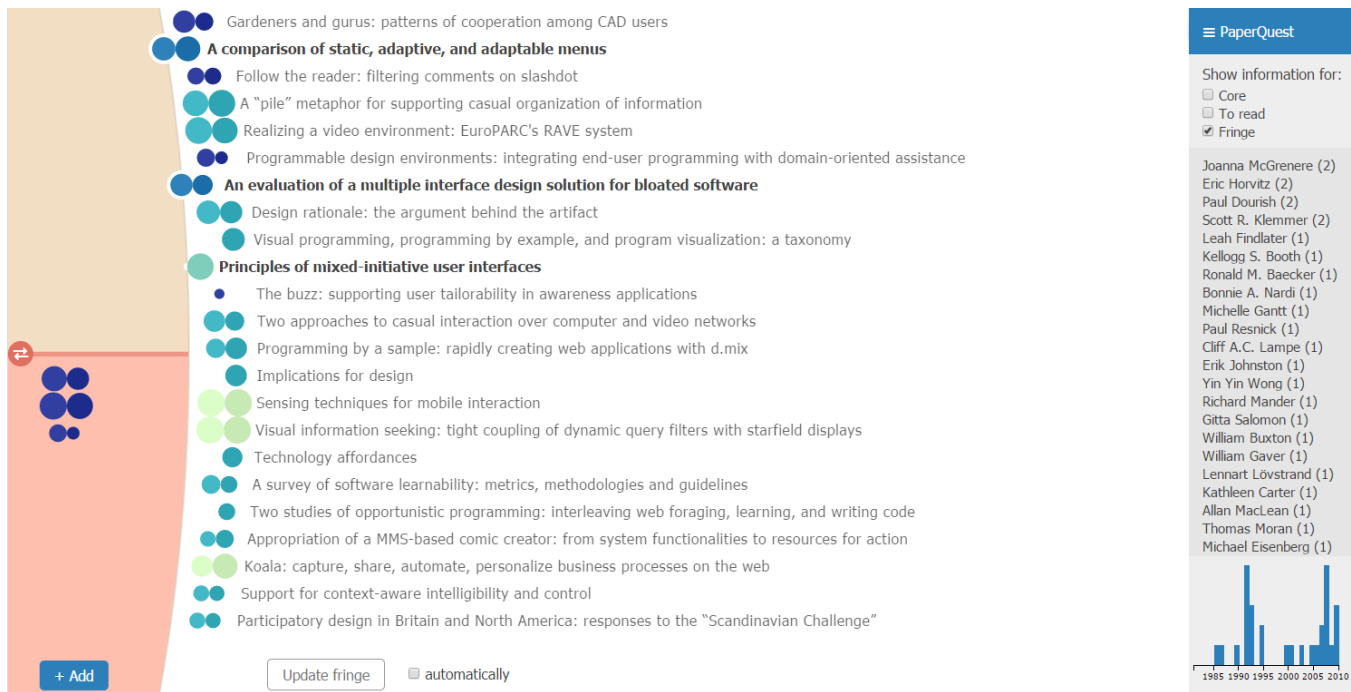 Gardeners and gurus: patterns of cooperation among CAD users
A comparison of static, adaptive, and adaptable menus
Follow the reader: filtering comments on slashdot
A “pile” metaphor for supporting casual organization of information
Realizing a video environment: EuroPARC's RAVE system
Programmable design environments: integrating end-user programming with domain-oriented assistance
An evaluation of a multiple interface design solution for bloated software
Design rationale: the argument behind the artifact
Visual programming, programming by example, and program visualization: a taxonomy
Principles of mixed-initiative user interfaces
The buzz: supporting user tailorability in awareness applications
Two approaches to casual interaction over computer and video networks
Programming by a sample: rapidly creating web applications with d.mix
Implications for design
Sensing techniques for mobile interaction
Visual information seeking: tight coupling of dynamic query filters with starfield displays
Technology affordances
A survey of software learnability: metrics, methodologies and guidelines
Two studies of opportunistic programming: interleaving web foraging, learning, and writing code
Appropriation of a MMS-based comic creator: from system functionalities to resources for action
Koala: capture, share, automate, personalize business processes on the web
Support for context-aware intelligibility and control
Participatory design in Britain and North America: responses to the “Scandinavian Challenge”
+ Add
Update fringe
automatically
≡ PaperQuest
Show information for:
Core
To read
Fringe
Joanna McGrenere (2)
Eric Horvitz (2)
Paul Dourish (2)
Scott R. Klemmer (2)
Leah Findlater (1)
Kellogg S. Booth (1)
Ronald M. Baecker (1)
Bonnie A. Nardi (1)
Michelle Gantt (1)
Paul Resnick (1)
Cliff A.C. Lampe (1)
Erik Johnston (1)
Yin Yin Wong (1)
Richard Mander (1)
Gitta Salomon (1)
William Buxton (1)
William Gaver (1)
Lennart Lövstrand (1)
Kathleen Carter (1)
Allan MacLean (1)
Thomas Moran (1)
Michael Eisenberg (1)
1985 1990 1995 2000 2005 2010